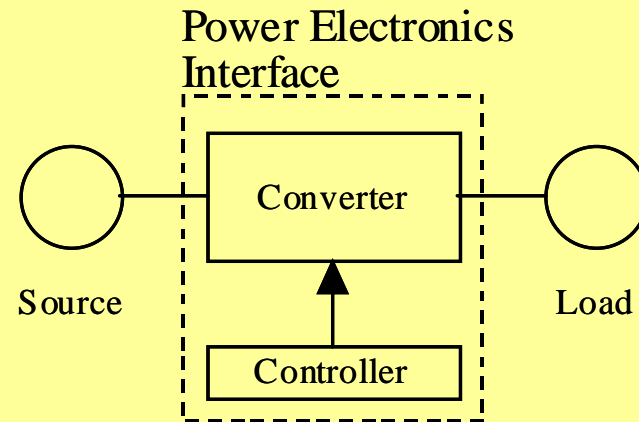 Power Electronics
Interface
Converter
Source
Load
Controller